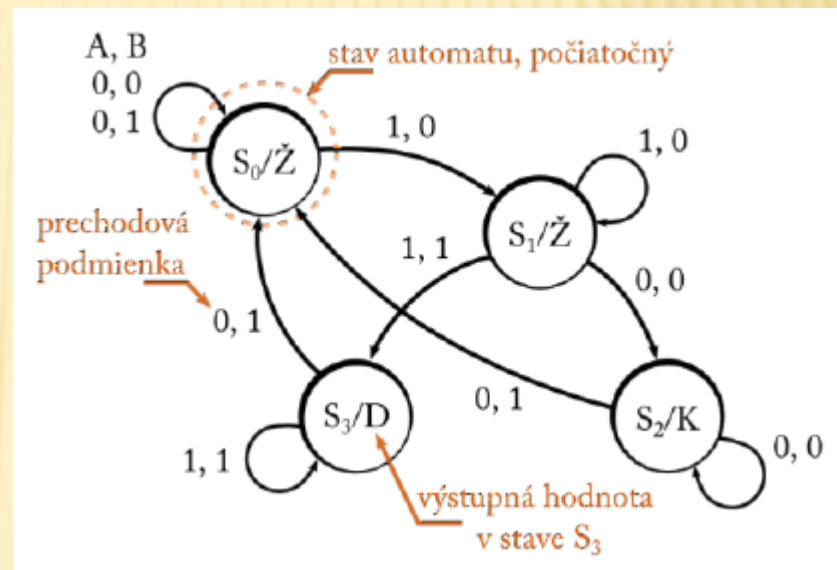 A, B
0, 0
0, 1
stav automatu, počiatočný
S₀/Ž
1, 0
1, 0
S₁/Ž
prechodová
podmienka
1, 1
0, 0
0, 1
0, 1
S₃/D
S₂/K
1, 1
0, 0
výstupná hodnota
v stave S₃